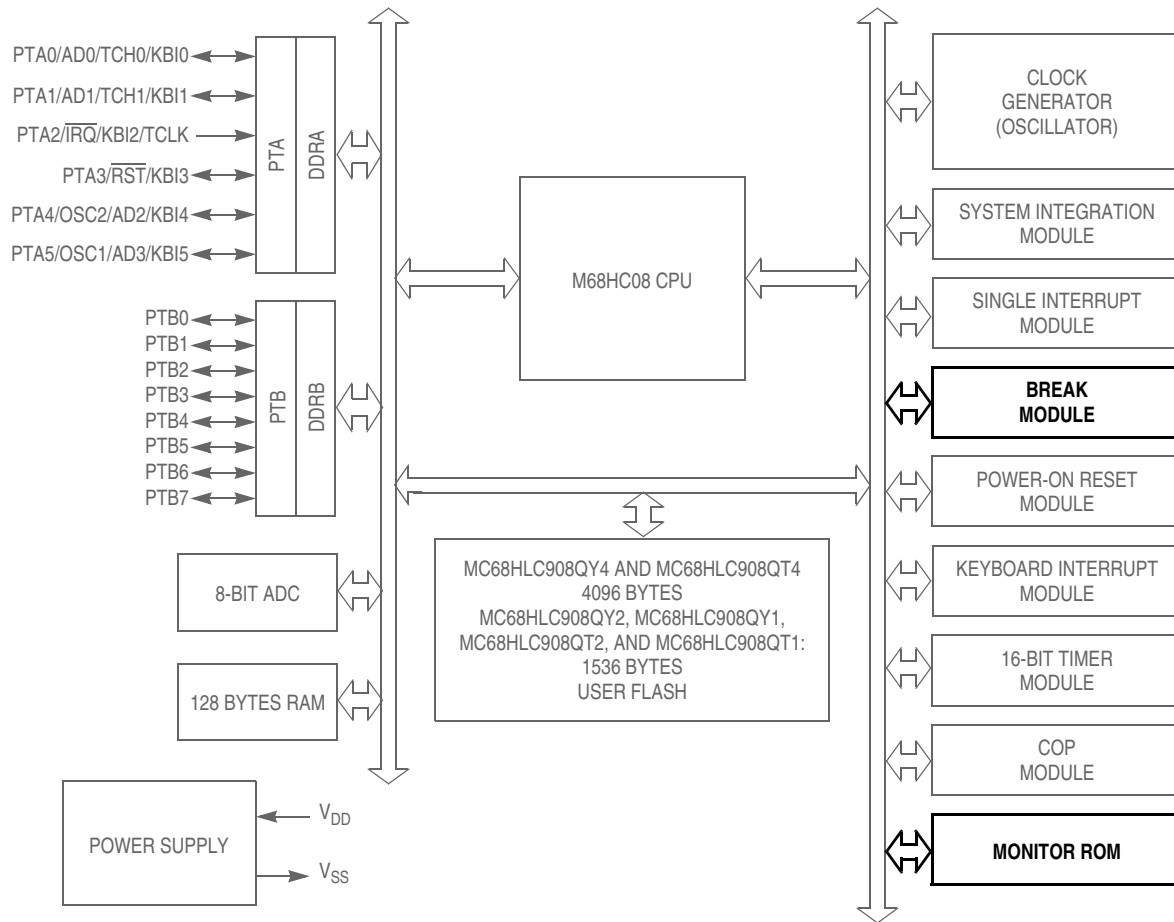 PTA0/AD0/TCH0/KBI0
PTA1/AD1/TCH1/KBI1
PTA2/I̅R̅Q̅/KBI2/TCLK
PTA3/R̅S̅T̅/KBI3
PTA4/OSC2/AD2/KBI4
PTA5/OSC1/AD3/KBI5
PTA
DDRA
PTB0
PTB1
PTB2
PTB3
PTB4
PTB5
PTB6
PTB7
PTB
DDRB
8-BIT ADC
128 BYTES RAM
POWER SUPPLY
VDD
VSS
M68HC08 CPU
MC68HLC908QY4 AND MC68HLC908QT4
4096 BYTES
MC68HLC908QY2, MC68HLC908QY1,
MC68HLC908QT2, AND MC68HLC908QT1:
1536 BYTES
USER FLASH
CLOCK
GENERATOR
(OSCILLATOR)
SYSTEM INTEGRATION
MODULE
SINGLE INTERRUPT
MODULE
BREAK
MODULE
POWER-ON RESET
MODULE
KEYBOARD INTERRUPT
MODULE
16-BIT TIMER
MODULE
COP
MODULE
MONITOR ROM